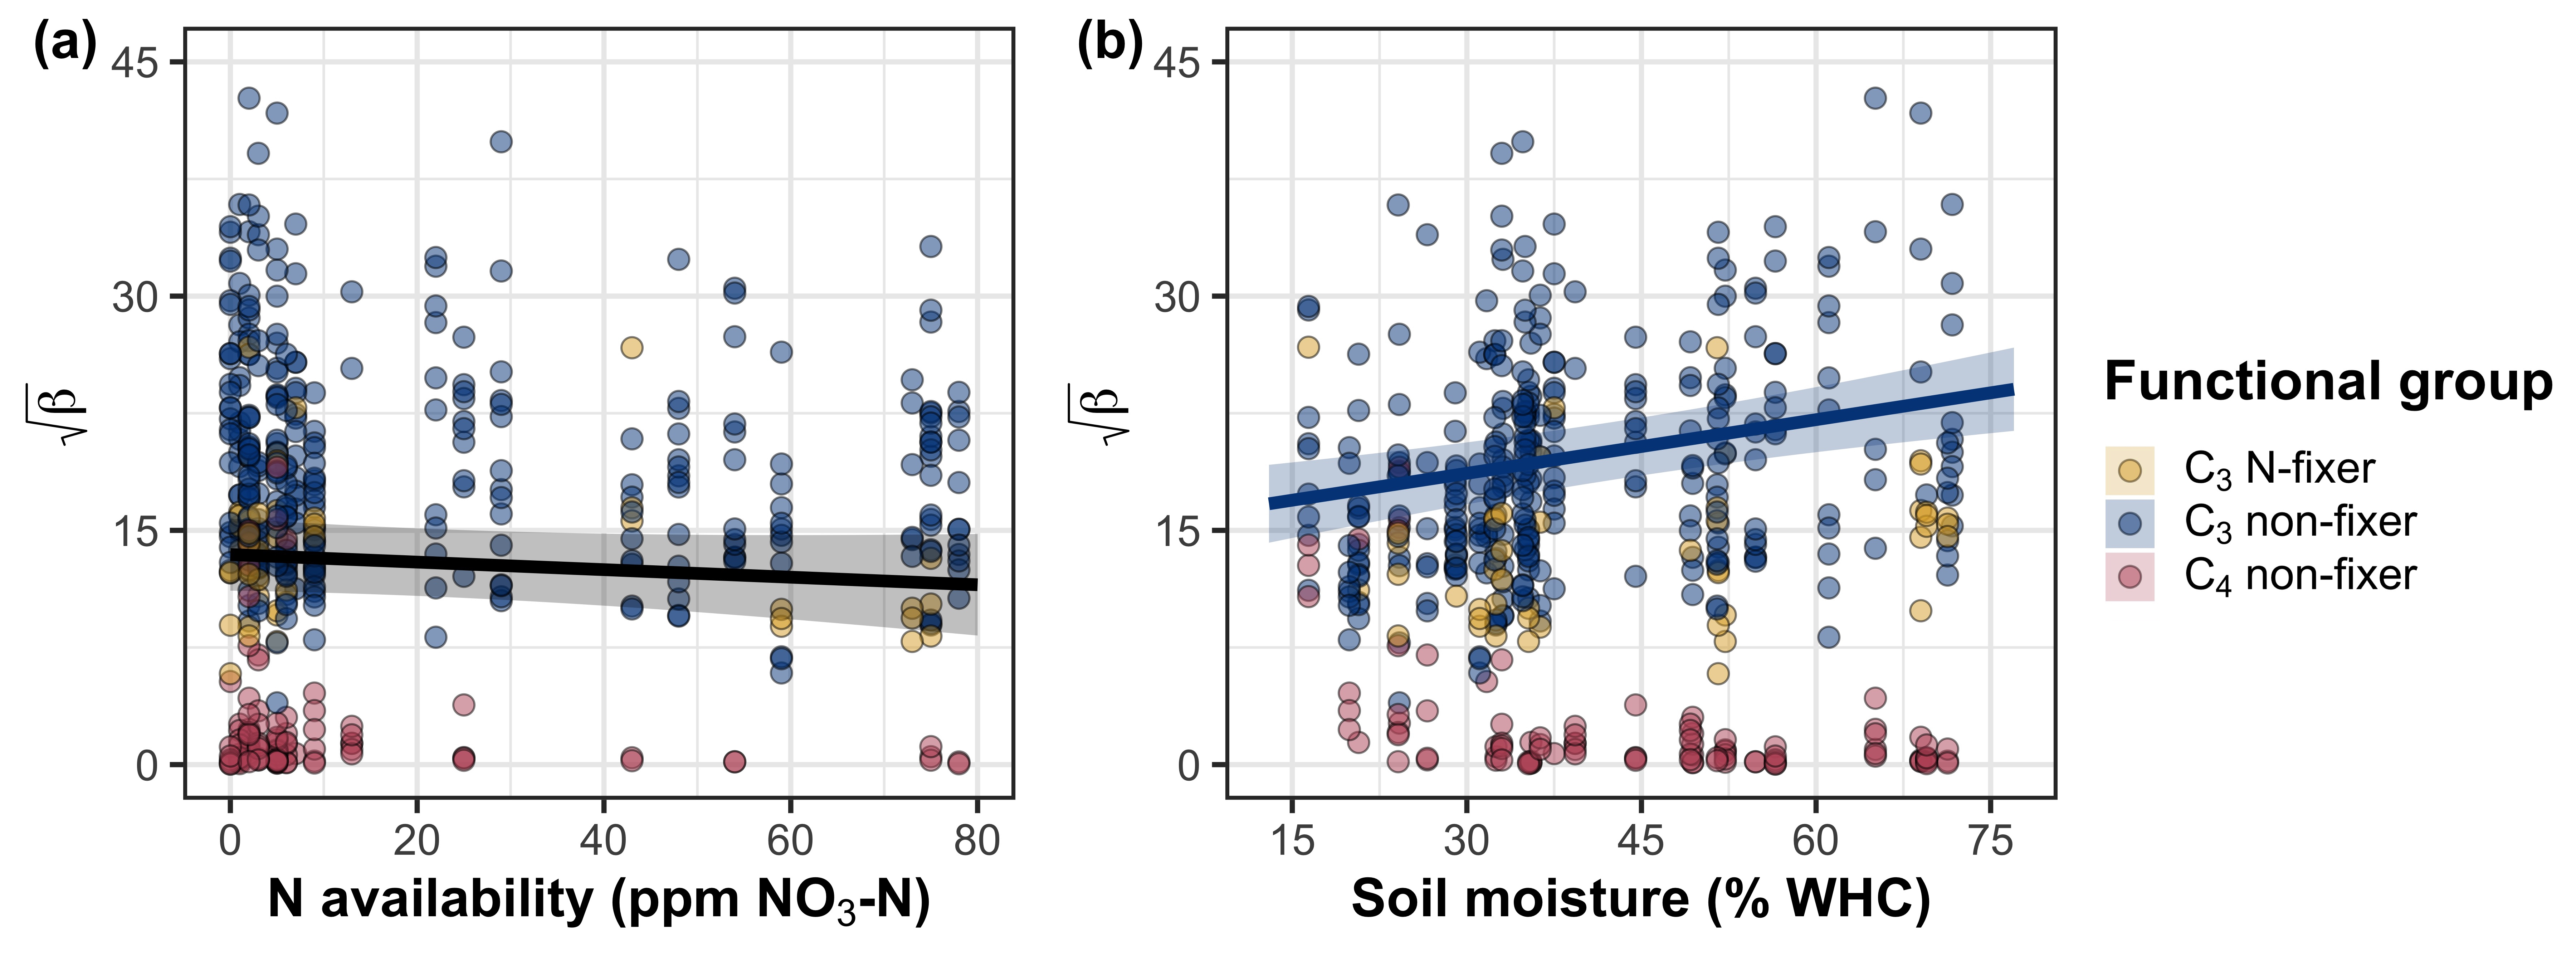 (a)
45
30
15
0
√β
0 20 40 60 80
N availability (ppm NO₃-N)
(b)
45
30
15
0
√β
15 30 45 60 75
Soil moisture (% WHC)
Functional group
C₃ N-fixer
C₃ non-fixer
C₄ non-fixer